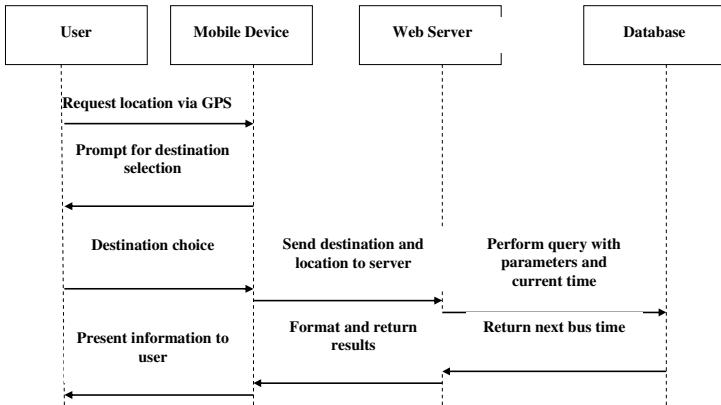 User
Mobile Device
Web Server
Database
Request location via GPS
Prompt for destination
selection
Destination choice
Send destination and
location to server
Perform query with
parameters and
current time
Return next bus time
Format and return
results
Present information to
user